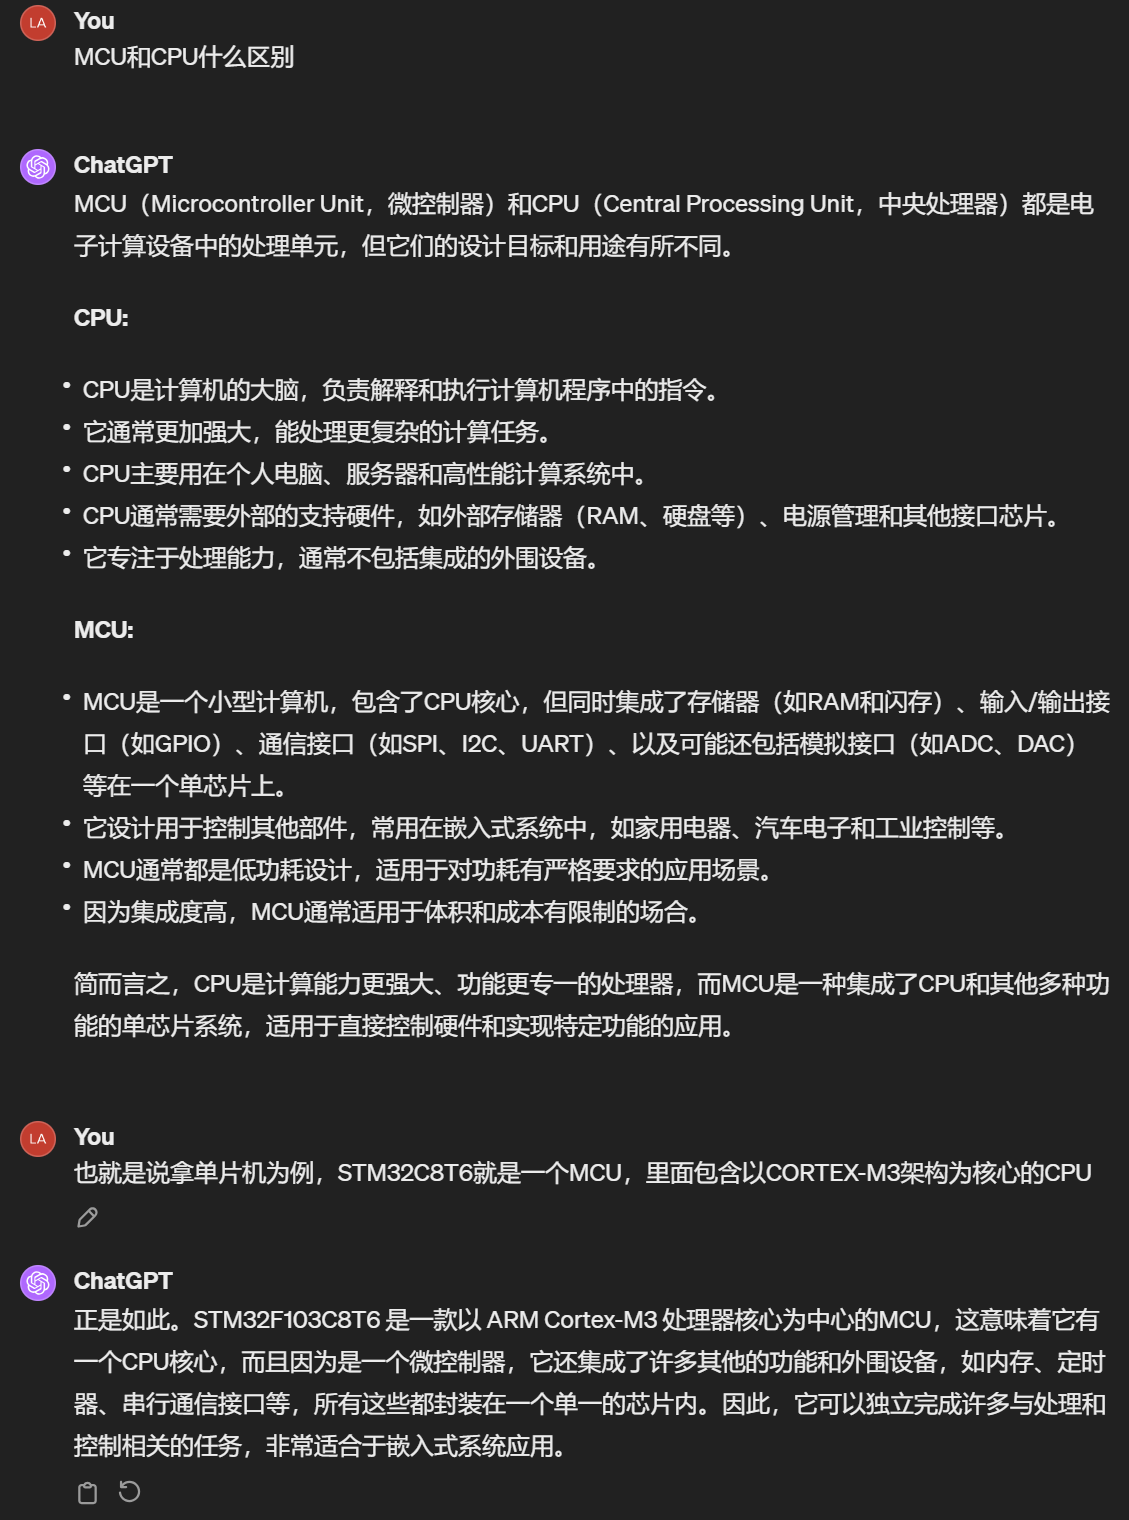 LA
You
MCU和CPU什么区别
ChatGPT
MCU（Microcontroller Unit，微控制器）和CPU（Central Processing Unit，中央处理器）都是电
子计算设备中的处理单元，但它们的设计目标和用途有所不同。
CPU:
• CPU是计算机的大脑，负责解释和执行计算机程序中的指令。
• 它通常更加强大，能处理更复杂的计算任务。
• CPU主要用在个人电脑、服务器和高性能计算系统中。
• CPU通常需要外部的支持硬件，如外部存储器（RAM、硬盘等）、电源管理和其他接口芯片。
• 它专注于处理能力，通常不包括集成的外围设备。
MCU:
• MCU是一个小型计算机，包含了CPU核心，但同时集成了存储器（如RAM和闪存）、输入/输出接
口（如GPIO）、通信接口（如SPI、I2C、UART）、以及可能还包括模拟接口（如ADC、DAC）
等在一个单芯片上。
• 它设计用于控制其他部件，常用在嵌入式系统中，如家用电器、汽车电子和工业控制等。
• MCU通常都是低功耗设计，适用于对功耗有严格要求的应用场景。
• 因为集成度高，MCU通常适用于体积和成本有限制的场合。
简而言之，CPU是计算能力更强大、功能更专一的处理器，而MCU是一种集成了CPU和其他多种功
能的单芯片系统，适用于直接控制硬件和实现特定功能的应用。
LA
You
也就是说拿单片机为例，STM32C8T6就是一个MCU，里面包含以CORTEX-M3架构为核心的CPU
ChatGPT
正是如此。STM32F103C8T6 是一款以 ARM Cortex-M3 处理器核心为中心的MCU，这意味着它有
一个CPU核心，而且因为是一个微控制器，它还集成了许多其他的功能和外围设备，如内存、定时
器、串行通信接口等，所有这些都封装在一个单一的芯片内。因此，它可以独立完成许多与处理和
控制相关的任务，非常适合于嵌入式系统应用。